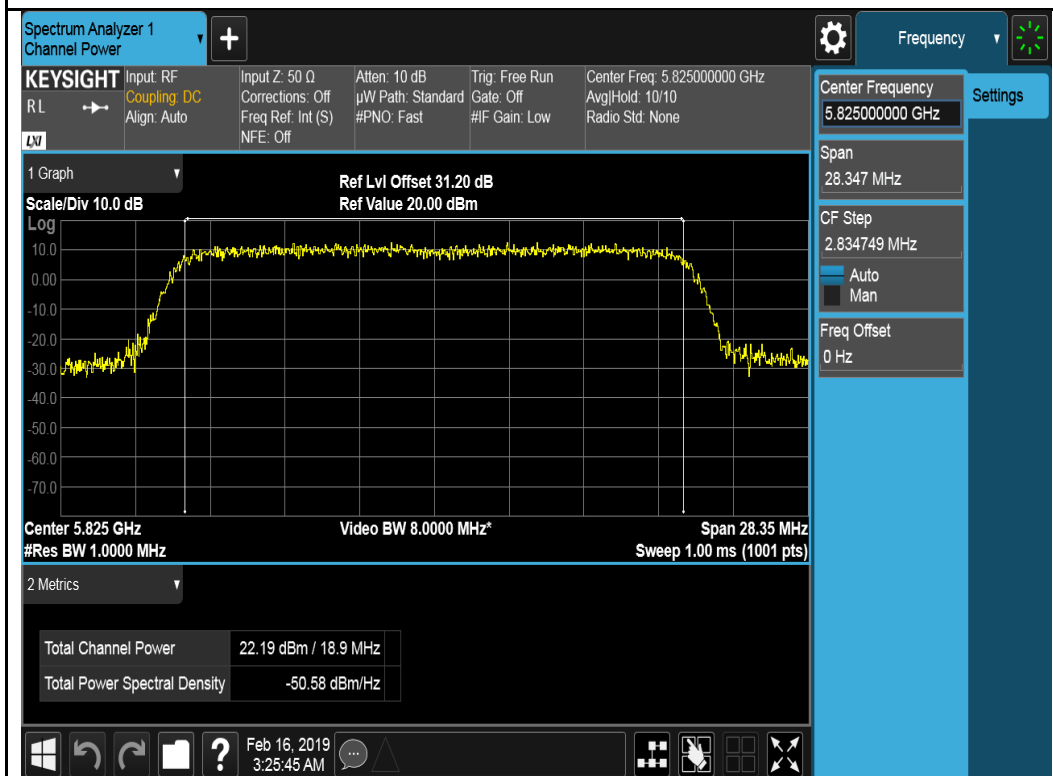 Spectrum Analyzer 1
Channel Power
+
Frequency
KEYSIGHT
RL
LXI
Input: RF
Coupling: DC
Align: Auto
Input Z: 50 Ω
Corrections: Off
Freq Ref: Int (S)
NFE: Off
Atten: 10 dB
µW Path: Standard
#PNO: Fast
Trig: Free Run
Gate: Off
#IF Gain: Low
Center Freq: 5.825000000 GHz
Avg|Hold: 10/10
Radio Std: None
Center Frequency
5.825000000 GHz
Settings
Span
28.347 MHz
CF Step
2.834749 MHz
Auto
Man
Freq Offset
0 Hz
1 Graph
Scale/Div 10.0 dB
Ref Lvl Offset 31.20 dB
Ref Value 20.00 dBm
Log
10.0
0.00
-10.0
-20.0
-30.0
-40.0
-50.0
-60.0
-70.0
Center 5.825 GHz
#Res BW 1.0000 MHz
Video BW 8.0000 MHz*
Span 28.35 MHz
Sweep 1.00 ms (1001 pts)
2 Metrics
Total Channel Power 22.19 dBm / 18.9 MHz
Total Power Spectral Density -50.58 dBm/Hz
?
Feb 16, 2019
3:25:45 AM